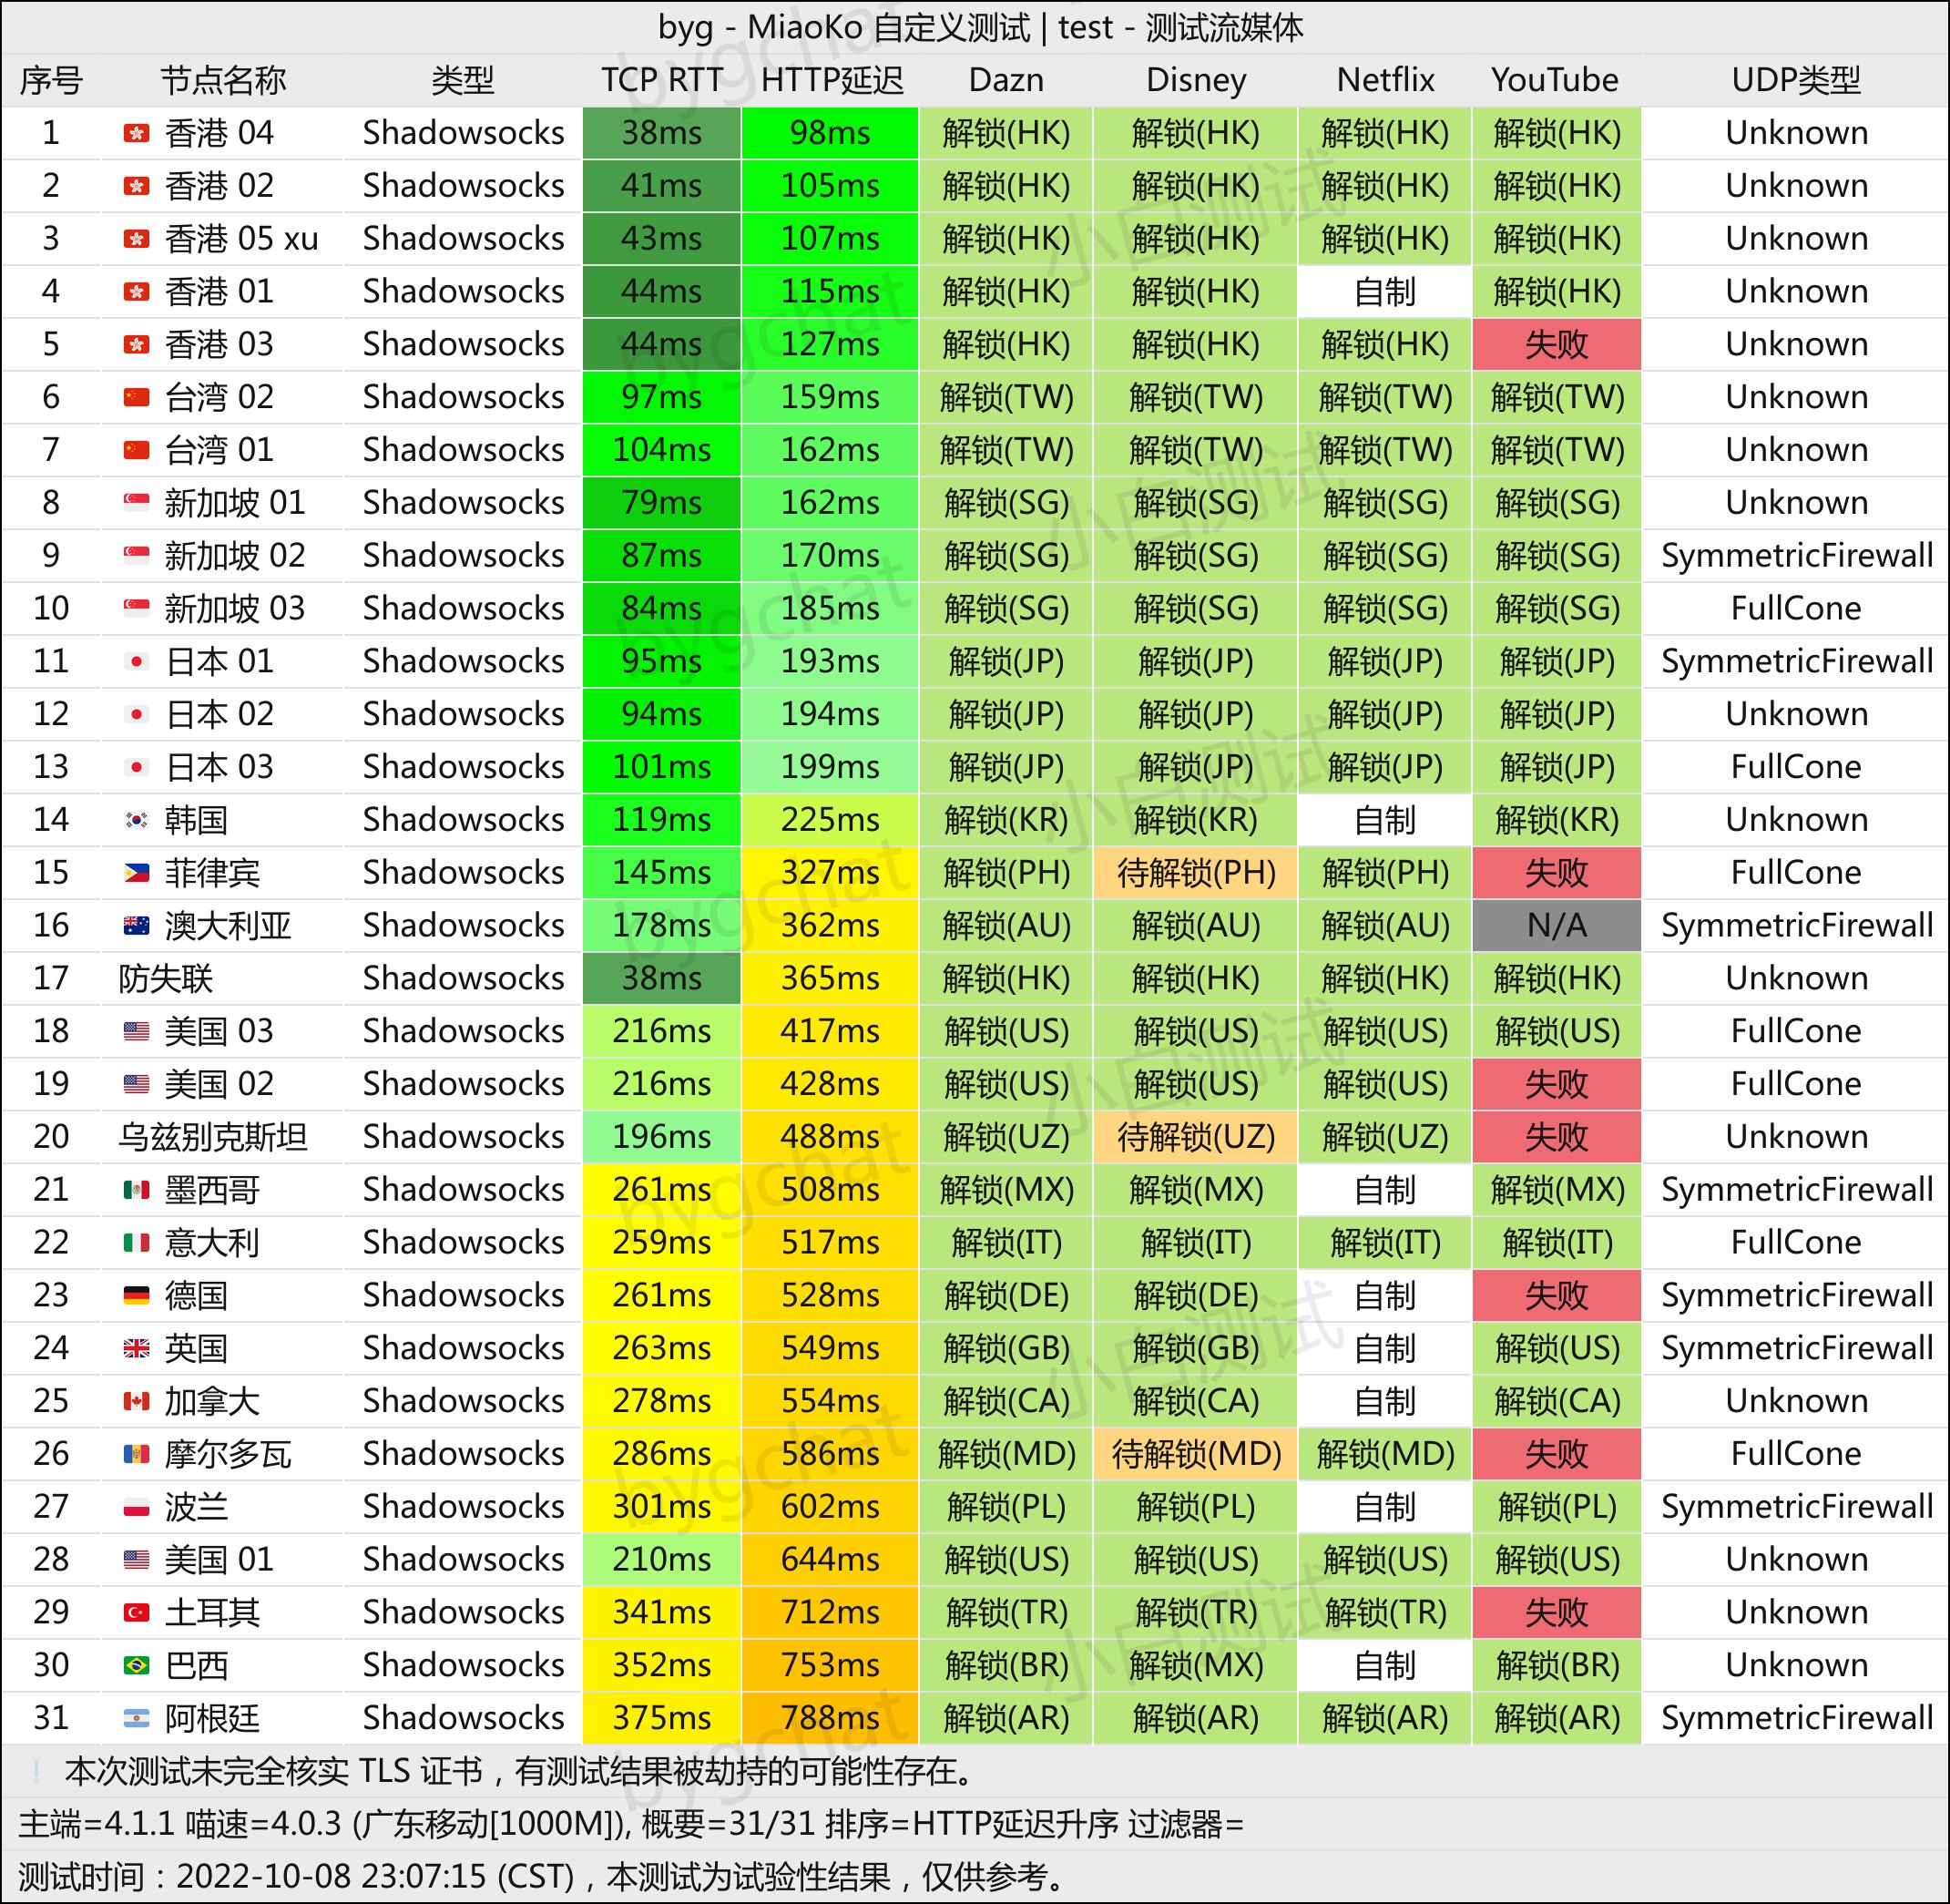 byg - MiaoKo 自定义测试 | test - 测试流媒体
序号 节点名称 类型 TCP RTT HTTP延迟 Dazn Disney Netflix YouTube UDP类型
1 香港 04 Shadowsocks 38ms 98ms 解锁(HK) 解锁(HK) 解锁(HK) 解锁(HK) Unknown
2 香港 02 Shadowsocks 41ms 105ms 解锁(HK) 解锁(HK) 解锁(HK) 解锁(HK) Unknown
3 香港 05 xu Shadowsocks 43ms 107ms 解锁(HK) 解锁(HK) 解锁(HK) 解锁(HK) Unknown
4 香港 01 Shadowsocks 44ms 115ms 解锁(HK) 解锁(HK) 自制 解锁(HK) Unknown
5 香港 03 Shadowsocks 44ms 127ms 解锁(HK) 解锁(HK) 解锁(HK) 失败 Unknown
6 台湾 02 Shadowsocks 97ms 159ms 解锁(TW) 解锁(TW) 解锁(TW) 解锁(TW) Unknown
7 台湾 01 Shadowsocks 104ms 162ms 解锁(TW) 解锁(TW) 解锁(TW) 解锁(TW) Unknown
8 新加坡 01 Shadowsocks 79ms 162ms 解锁(SG) 解锁(SG) 解锁(SG) 解锁(SG) Unknown
9 新加坡 02 Shadowsocks 87ms 170ms 解锁(SG) 解锁(SG) 解锁(SG) 解锁(SG) SymmetricFirewall
10 新加坡 03 Shadowsocks 84ms 185ms 解锁(SG) 解锁(SG) 解锁(SG) 解锁(SG) FullCone
11 日本 01 Shadowsocks 95ms 193ms 解锁(JP) 解锁(JP) 解锁(JP) 解锁(JP) SymmetricFirewall
12 日本 02 Shadowsocks 94ms 194ms 解锁(JP) 解锁(JP) 解锁(JP) 解锁(JP) Unknown
13 日本 03 Shadowsocks 101ms 199ms 解锁(JP) 解锁(JP) 解锁(JP) 解锁(JP) FullCone
14 韩国 Shadowsocks 119ms 225ms 解锁(KR) 解锁(KR) 自制 解锁(KR) Unknown
15 菲律宾 Shadowsocks 145ms 327ms 解锁(PH) 待解锁(PH) 解锁(PH) 失败 FullCone
16 澳大利亚 Shadowsocks 178ms 362ms 解锁(AU) 解锁(AU) 解锁(AU) N/A SymmetricFirewall
17 防失联 Shadowsocks 38ms 365ms 解锁(HK) 解锁(HK) 解锁(HK) 解锁(HK) Unknown
18 美国 03 Shadowsocks 216ms 417ms 解锁(US) 解锁(US) 解锁(US) 解锁(US) FullCone
19 美国 02 Shadowsocks 216ms 428ms 解锁(US) 解锁(US) 解锁(US) 失败 FullCone
20 乌兹别克斯坦 Shadowsocks 196ms 488ms 解锁(UZ) 待解锁(UZ) 解锁(UZ) 失败 Unknown
21 墨西哥 Shadowsocks 261ms 508ms 解锁(MX) 解锁(MX) 自制 解锁(MX) SymmetricFirewall
22 意大利 Shadowsocks 259ms 517ms 解锁(IT) 解锁(IT) 解锁(IT) 解锁(IT) FullCone
23 德国 Shadowsocks 261ms 528ms 解锁(DE) 解锁(DE) 自制 失败 SymmetricFirewall
24 英国 Shadowsocks 263ms 549ms 解锁(GB) 解锁(GB) 自制 解锁(US) SymmetricFirewall
25 加拿大 Shadowsocks 278ms 554ms 解锁(CA) 解锁(CA) 自制 解锁(CA) Unknown
26 摩尔多瓦 Shadowsocks 286ms 586ms 解锁(MD) 待解锁(MD) 解锁(MD) 失败 FullCone
27 波兰 Shadowsocks 301ms 602ms 解锁(PL) 解锁(PL) 自制 解锁(PL) SymmetricFirewall
28 美国 01 Shadowsocks 210ms 644ms 解锁(US) 解锁(US) 解锁(US) 解锁(US) Unknown
29 土耳其 Shadowsocks 341ms 712ms 解锁(TR) 解锁(TR) 解锁(TR) 失败 Unknown
30 巴西 Shadowsocks 352ms 753ms 解锁(BR) 解锁(MX) 自制 解锁(BR) Unknown
31 阿根廷 Shadowsocks 375ms 788ms 解锁(AR) 解锁(AR) 解锁(AR) 解锁(AR) SymmetricFirewall
❕ 本次测试未完全核实 TLS 证书，有测试结果被劫持的可能性存在。
主端=4.1.1 喵速=4.0.3 (广东移动[1000M]), 概要=31/31 排序=HTTP延迟升序 过滤器=
测试时间：2022-10-08 23:07:15 (CST)，本测试为试验性结果，仅供参考。
bygchat
小白测试
bygchat
小白测试
bygchat
小白测试
bygchat
小白测试
bygchat
小白测试
bygchat
小白测试
bygchat